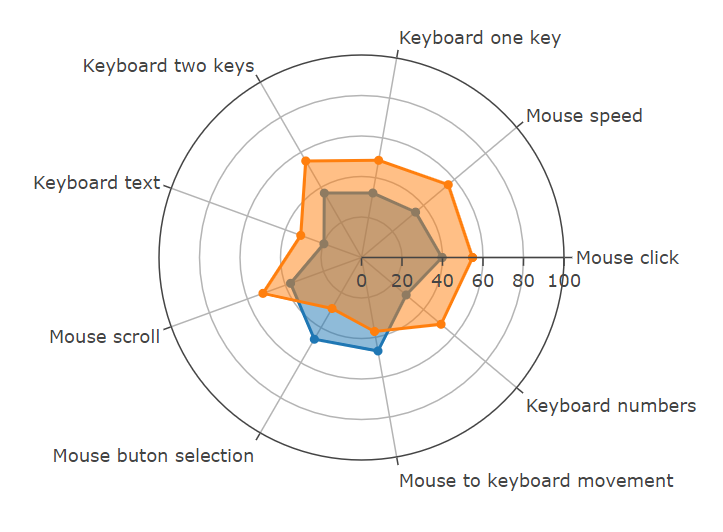 Keyboard one key
Keyboard two keys
Mouse speed
Keyboard text
Mouse click
0 20 40 60 80 100
Mouse scroll
Keyboard numbers
Mouse buton selection
Mouse to keyboard movement